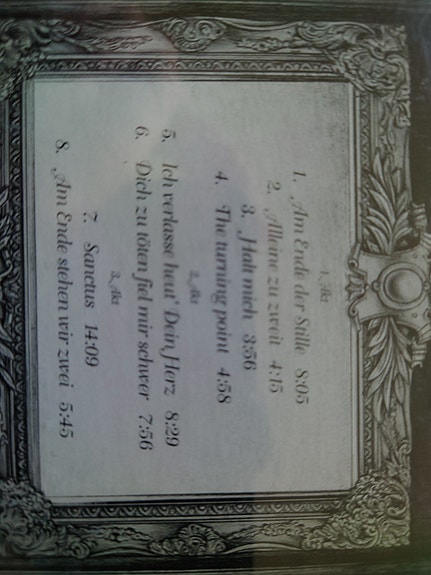 1. Akt
1. Am Ende der Stille 8:05
2. Alleine zu zweit 4:15
3. Halt mich 3:56
4. The turning point 4:58
2. Akt
5. Ich verlasse heut' Dein Herz 8:29
6. Dich zu töten fiel mir schwer 7:56
3. Akt
7. Sanctus 14:09
8. Am Ende stehen wir zwei 5:45